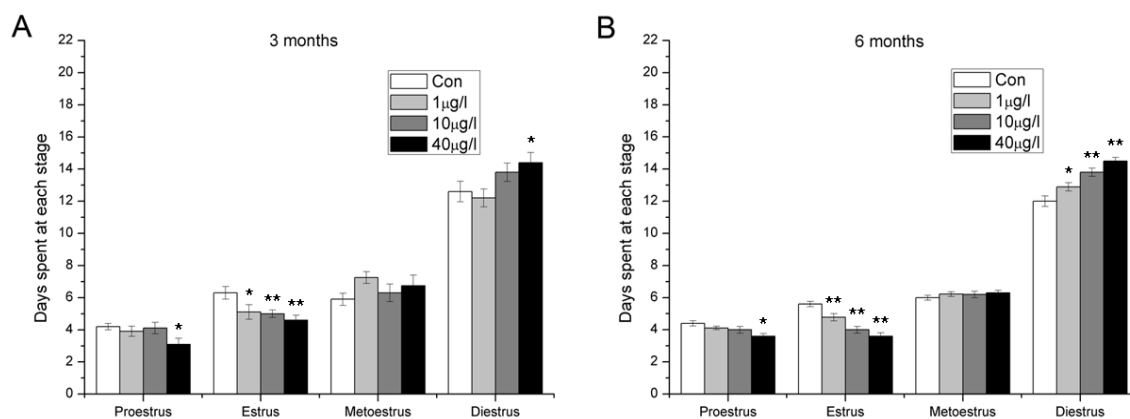 A
3 months
Days spent at each stage
22
20
18
16
14
12
10
8
6
4
2
0
Con
1μg/l
10μg/l
40μg/l
*
*
**
**
*
Proestrus
Estrus
Metoestrus
Diestrus
B
6 months
Days spent at each stage
22
20
18
16
14
12
10
8
6
4
2
0
Con
1μg/l
10μg/l
40μg/l
*
**
**
**
*
**
**
Proestrus
Estrus
Metoestrus
Diestrus